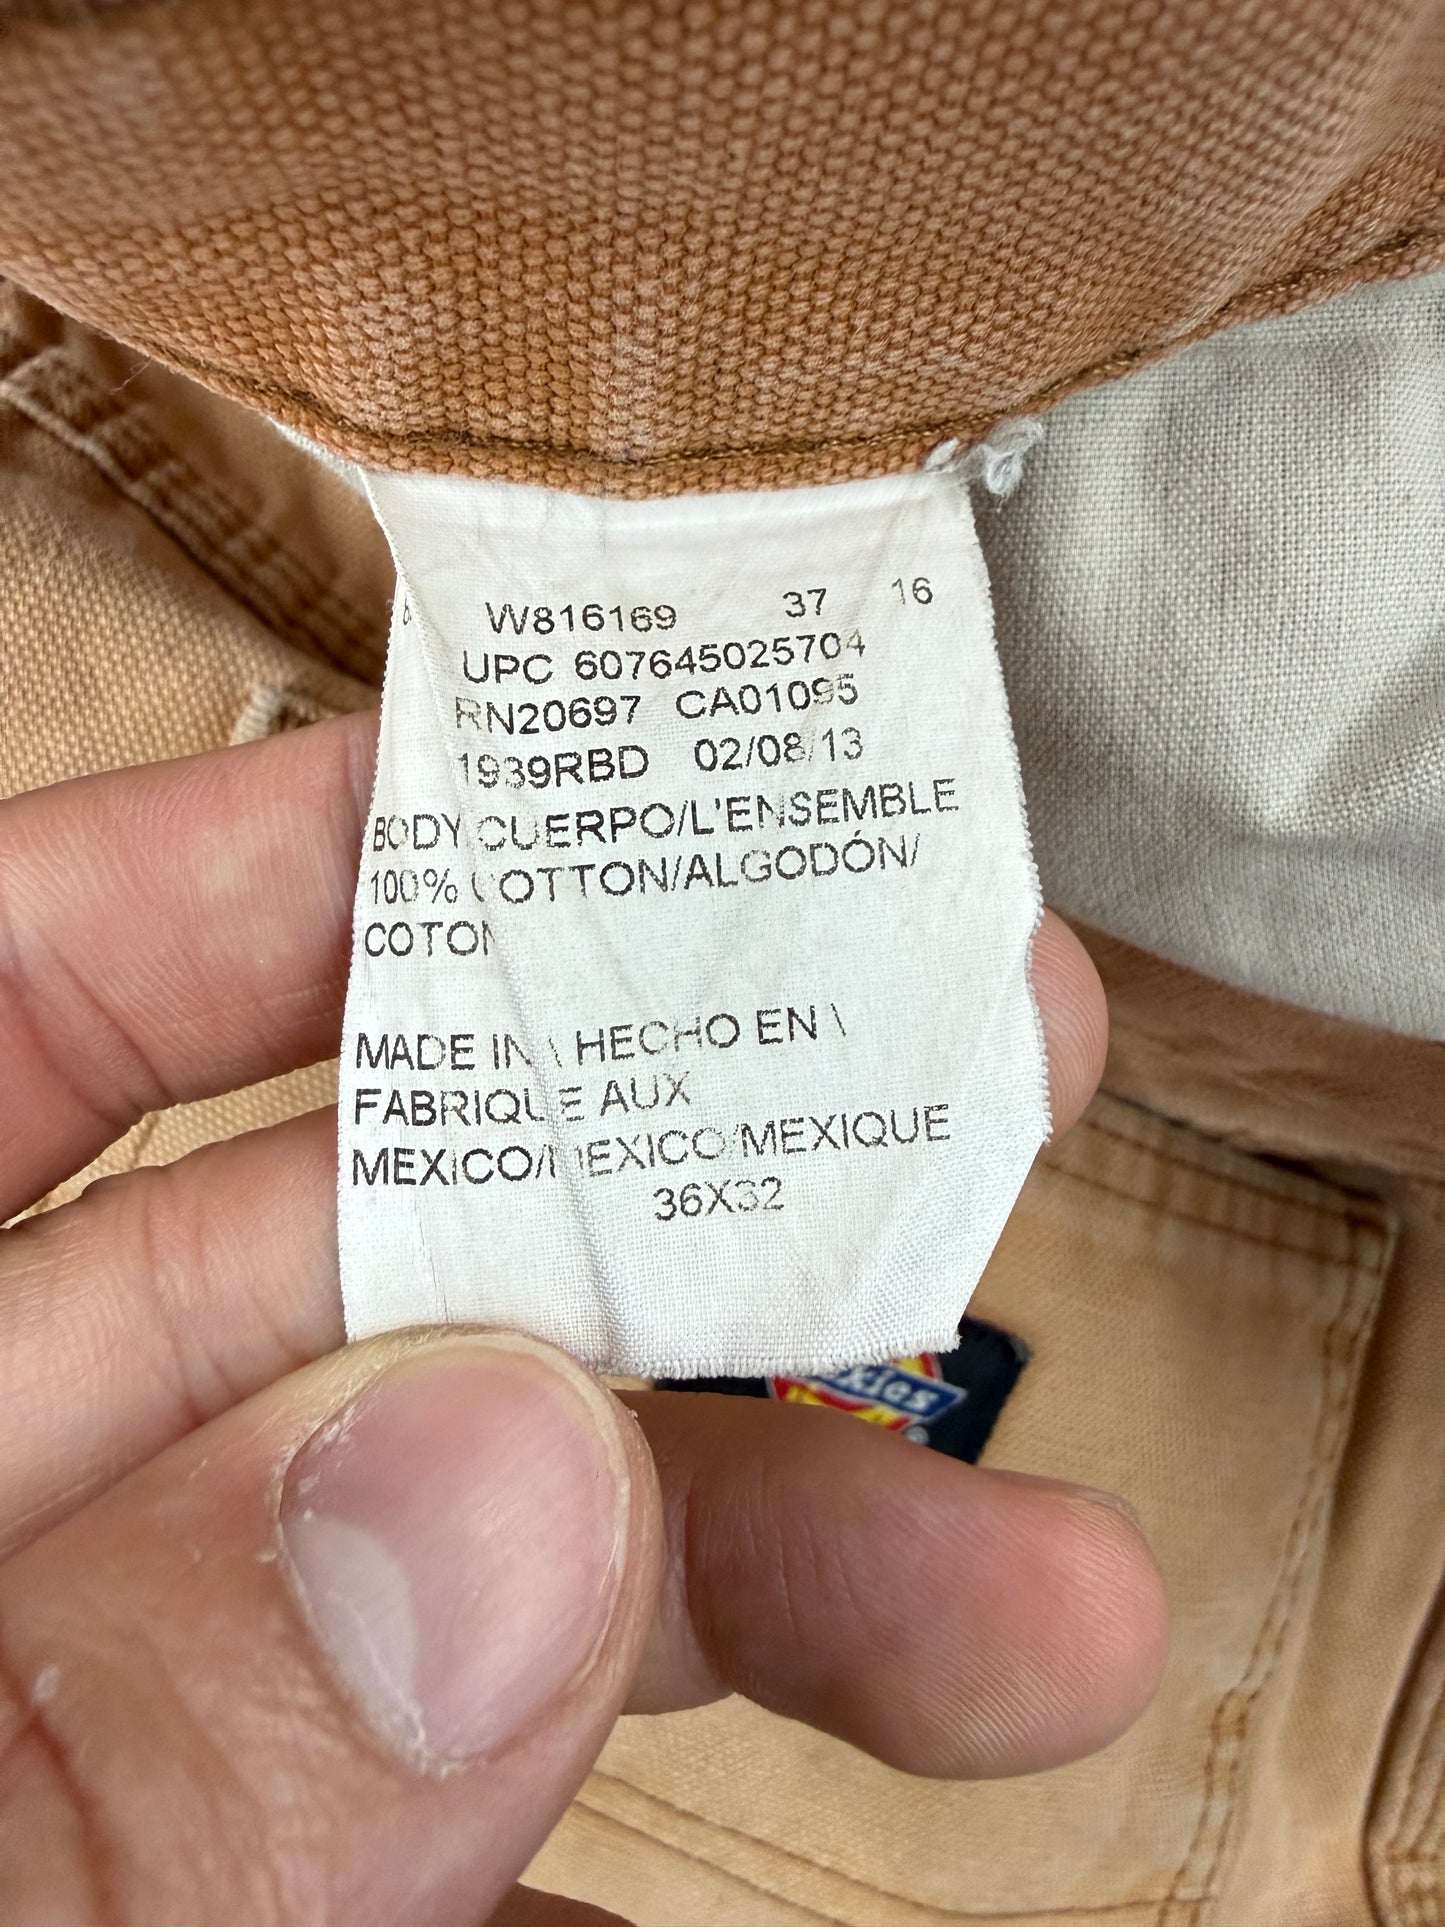 W816169 37 16
UPC 607645025704
RN20697 CA01095
1939RBD 02/08/13
BODY CUERPO/L'ENSEMBLE
100% COTTON/ALGODÓN/
COTON
MADE IN \ HECHO EN \
FABRIQUE AUX
MEXICO/MEXICO/MEXIQUE
36X32